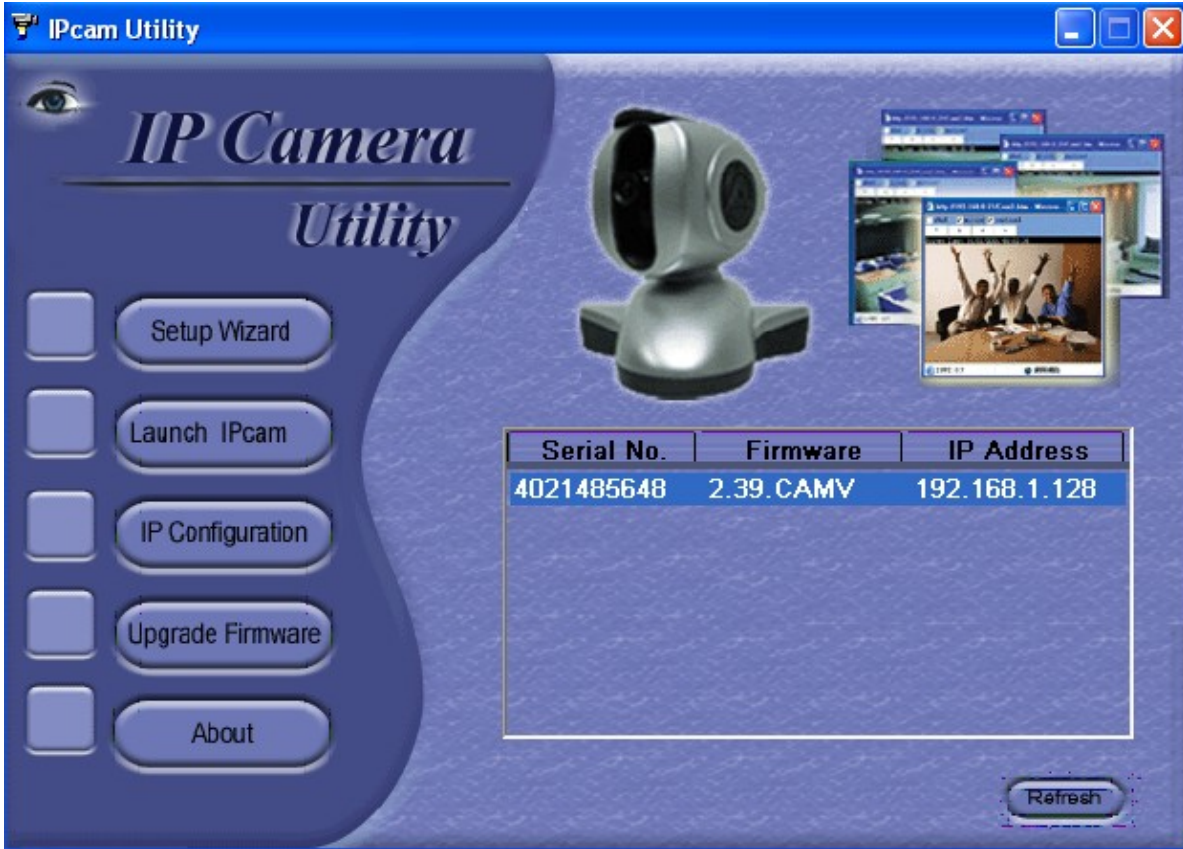 IPcam Utility
IP Camera
Utility
Setup Wizard
Launch IPcam
IP Configuration
Upgrade Firmware
About
Serial No. Firmware IP Address
4021485648 2.39.CAMV 192.168.1.128
Refresh